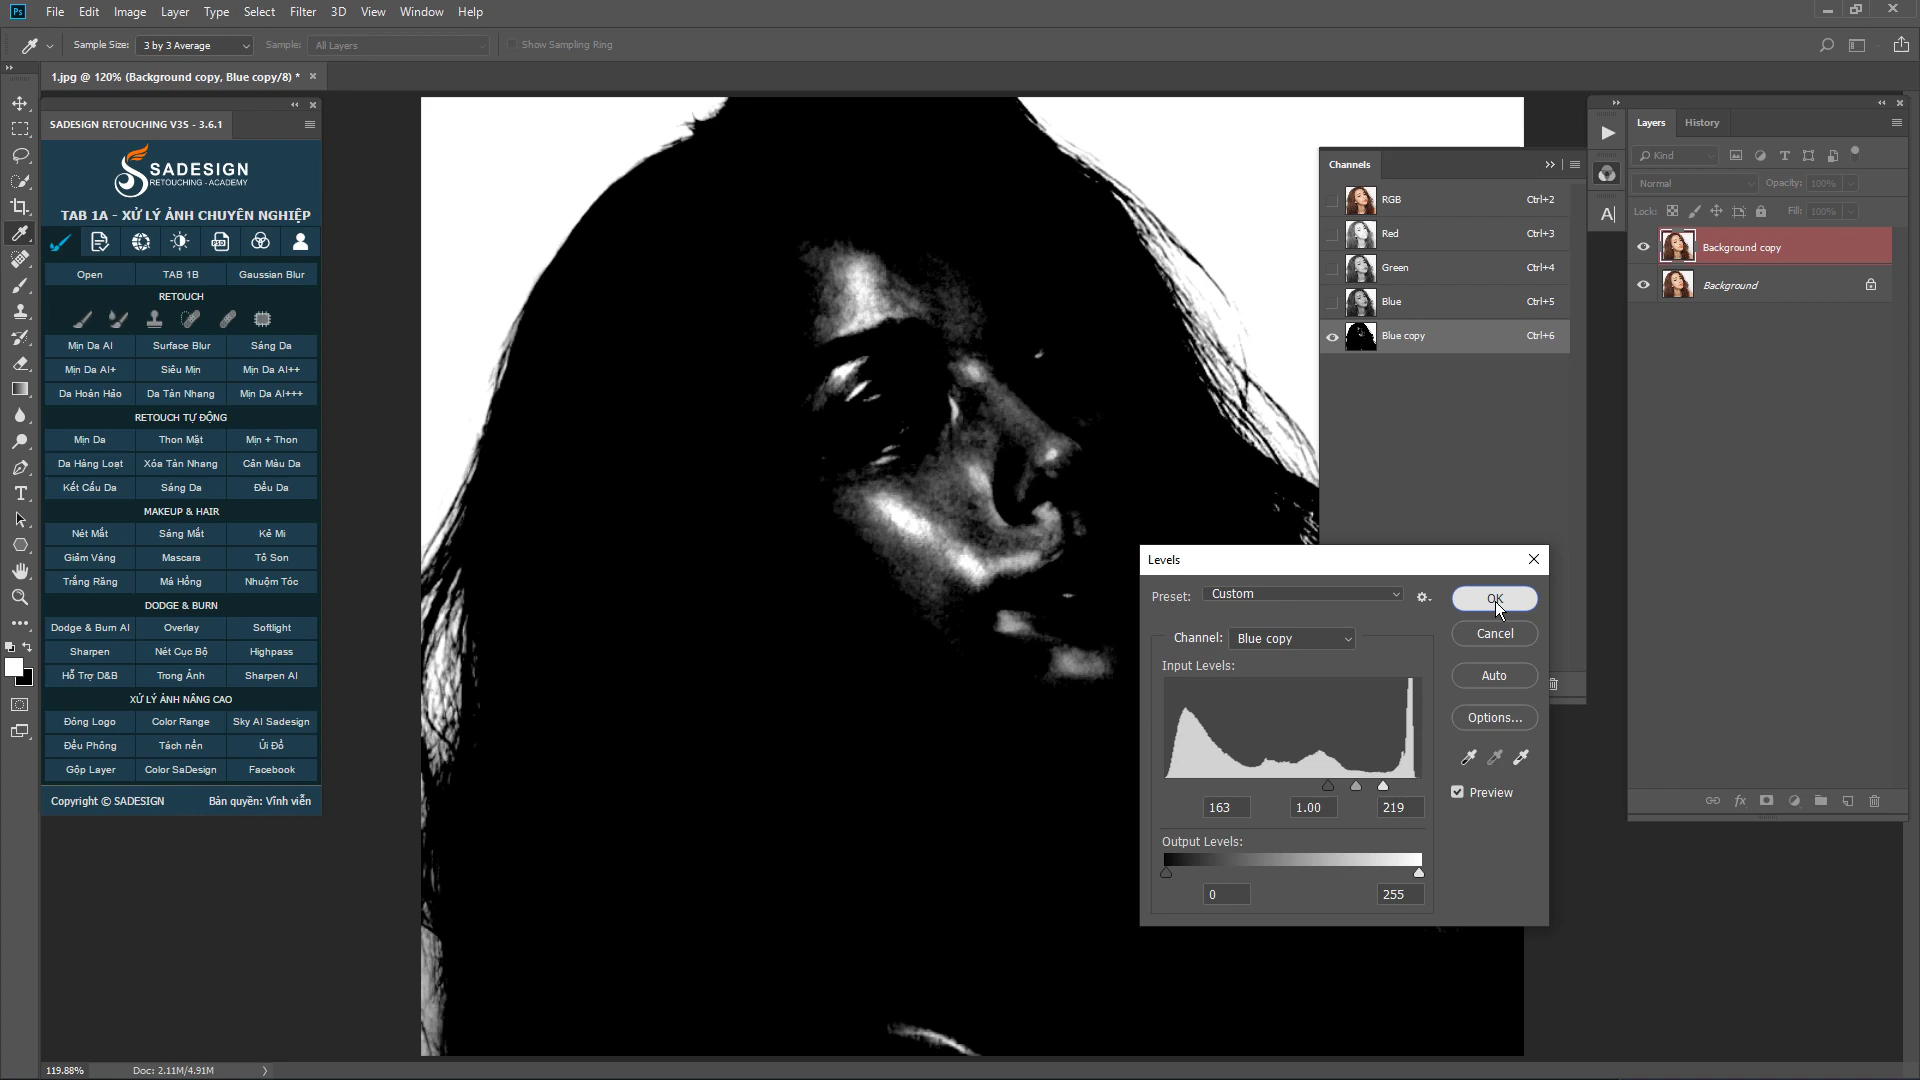 Ps File Edit Image Layer Type Select Filter 3D View Window Help
Sample Size: 3 by 3 Average Sample: All Layers Show Sampling Ring
1.jpg @ 120% (Background copy, Blue copy/8) *
SADESIGN RETOUCHING V3S - 3.6.1
SADESIGN
RETOUCHING - ACADEMY
TAB 1A - XỬ LÝ ẢNH CHUYÊN NGHIỆP
Open TAB 1B Gaussian Blur
RETOUCH
Mịn Da AI Surface Blur Sáng Da
Mịn Da AI+ Siêu Mịn Mịn Da AI++
Da Hoàn Hảo Da Tàn Nhang Mịn Da AI+++
RETOUCH TỰ ĐỘNG
Mịn Da Thon Mặt Mịn + Thon
Da Hàng Loạt Xóa Tàn Nhang Cân Màu Da
Kết Cấu Da Sáng Da Đều Da
MAKEUP & HAIR
Nét Mắt Sáng Mắt Kẻ Mi
Giảm Vàng Mascara Tô Son
Trắng Răng Má Hồng Nhuộm Tóc
DODGE & BURN
Dodge & Burn AI Overlay Softlight
Sharpen Nét Cục Bộ Highpass
Hỗ Trợ D&B Trong Ảnh Sharpen AI
XỬ LÝ ẢNH NÂNG CAO
Đóng Logo Color Range Sky AI Sadesign
Đều Phông Tách nền Ủi Đồ
Gộp Layer Color SaDesign Facebook
Copyright © SADESIGN Bản quyền: Vĩnh viễn
Channels
RGB Ctrl+2
Red Ctrl+3
Green Ctrl+4
Blue Ctrl+5
Blue copy Ctrl+6
Layers History
Kind
Normal Opacity: 100%
Lock: Fill: 100%
Background copy
Background
Levels
Preset: Custom OK
Channel: Blue copy Cancel
Input Levels:
Auto
Options...
Preview
163 1.00 219
Output Levels:
0 255
119.88% Doc: 2.11M/4.91M